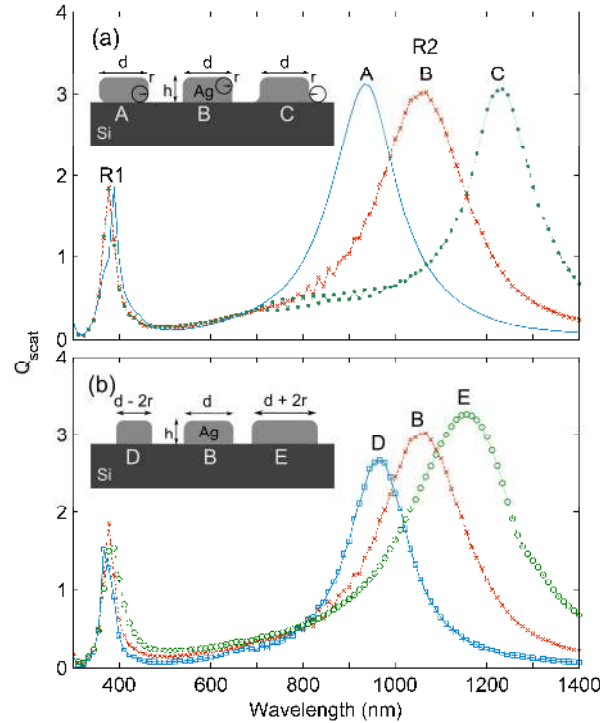 4
(a)
R2
d
d
d
A
B
C
r
r
r
3
h
Ag
A
B
C
Si
R1
2
1
0
Q_scat
4
(b)
E
d - 2r
d
d + 2r
B
3
h
Ag
D
D
B
E
Si
2
1
0
400
600
800
1000
1200
1400
Wavelength (nm)